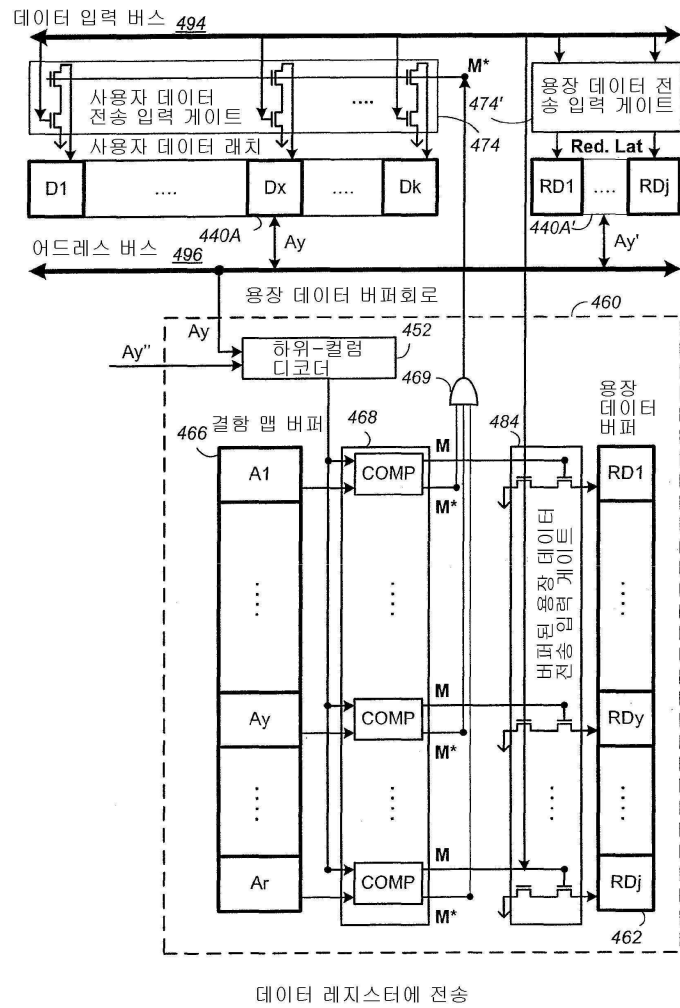 데이터 입력 버스 494
M*
474'
사용자 데이터
전송 입력 게이트
....
용장 데이터 전
송 입력 게이트
사용자 데이터 래치
474
Red. Lat
D1 .... Dx .... Dk
RD1 .... RDj
440A Ay
440A' Ay'
어드레스 버스 496
용장 데이터 버퍼회로
460
Ay
Ay''
452
하위-컬럼
디코더
469
용장
데이터
버퍼
결함 맵 버퍼
466
468
484
M
A1
COMP
RD1
M*
버퍼된 용장 데이터
전송 입력 게이트
....
....
....
M
Ay
COMP
RDy
M*
....
....
....
....
M
Ar
COMP
RDj
M*
462
데이터 레지스터에 전송